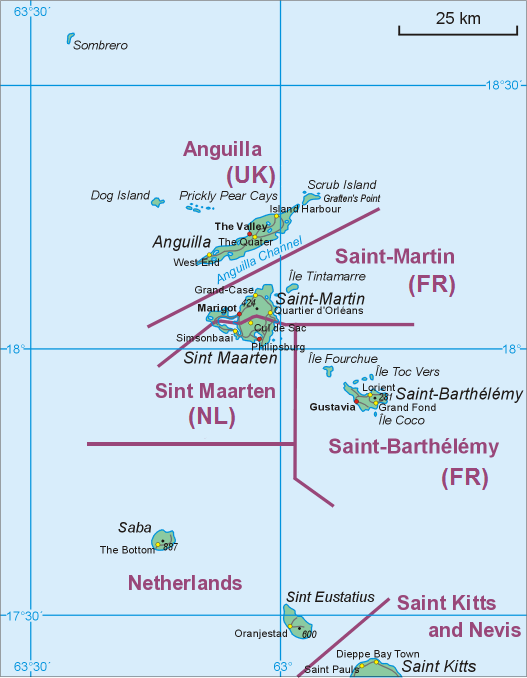 63°30´
63°
25 km
Sombrero
18°30´
Anguilla
(UK)
Dog Island
Prickly Pear Cays
Scrub Island
Graften's Point
Island Harbour
The Valley
The Quater
Anguilla
West End
Anguilla Channel
Saint-Martin
(FR)
Île Tintamarre
Grand-Case
424
Saint-Martin
Marigot
Quartier d'Orléans
Cul de Sac
Simsonbaai
Philipsburg
Sint Maarten
18°
Île Fourchue
Île Toc Vers
Lorient
281
Saint-Barthélémy
Gustavia
Grand Fond
Île Coco
Sint Maarten
(NL)
Saint-Barthélémy
(FR)
Saba
The Bottom
887
Netherlands
Sint Eustatius
Oranjestad
600
17°30´
Saint Kitts
and Nevis
Dieppe Bay Town
Saint Pauls
Saint Kitts
63°30´
63°